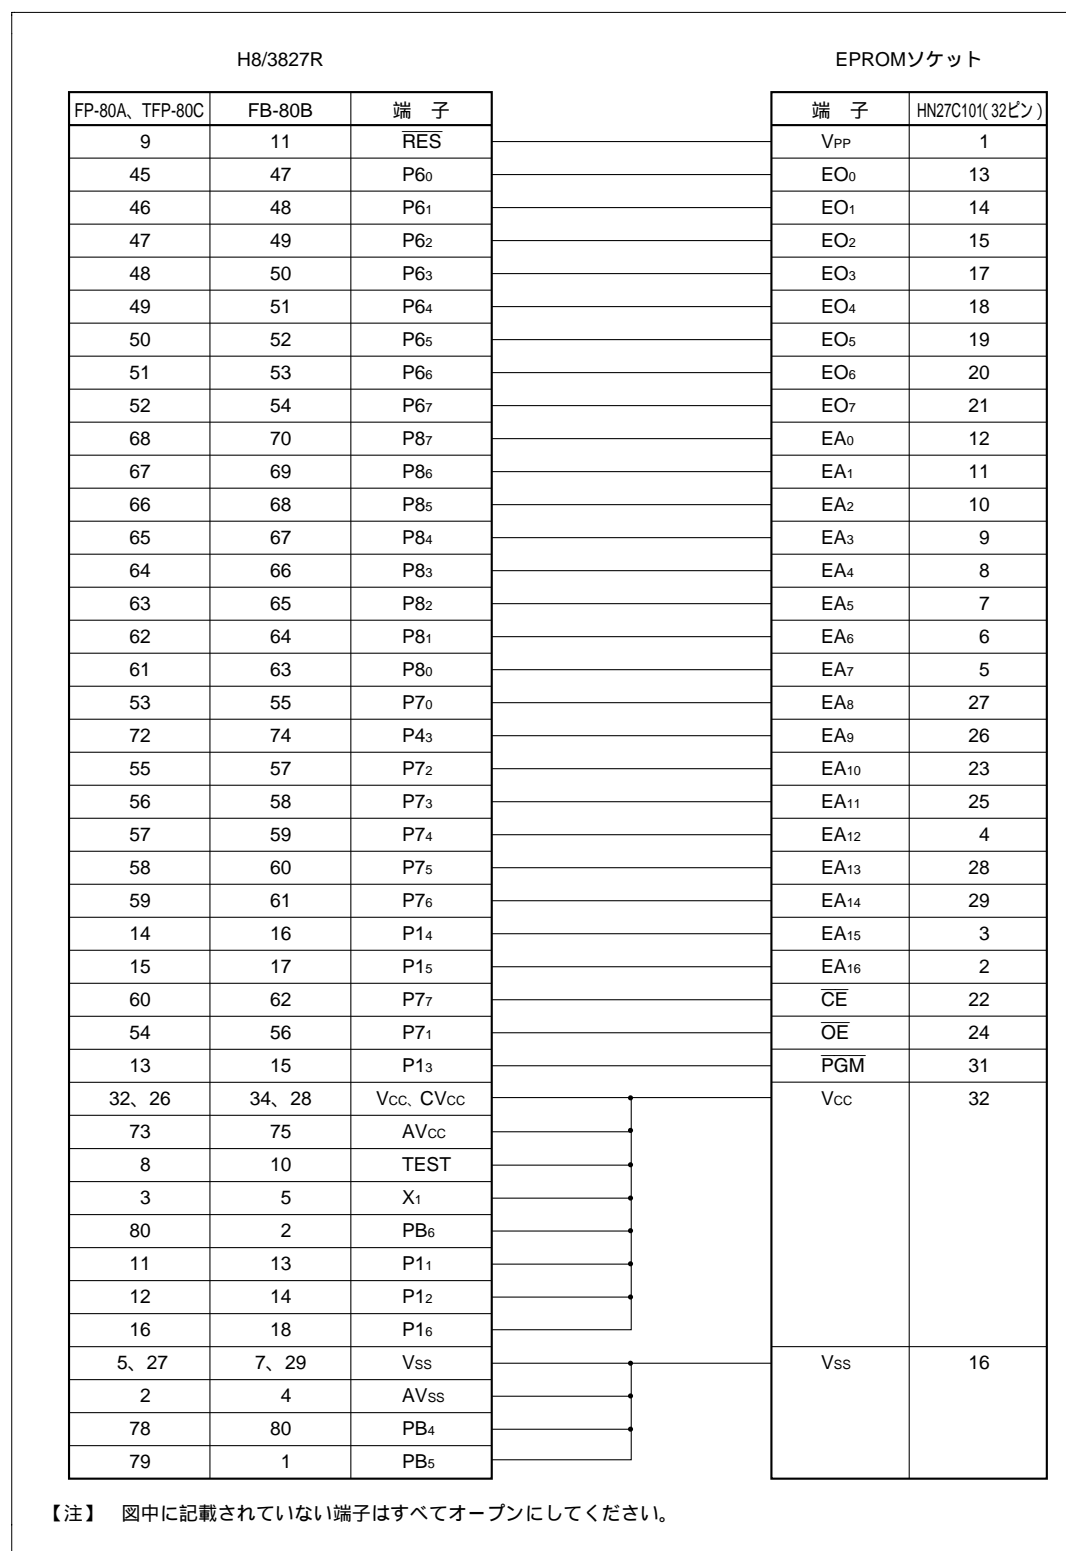 H8/3827R EPROMソケット
FP-80A、TFP-80C FB-80B 端 子 端 子 HN27C101(32ピン)
9 11 RES VPP 1
45 47 P60 EO0 13
46 48 P61 EO1 14
47 49 P62 EO2 15
48 50 P63 EO3 17
49 51 P64 EO4 18
50 52 P65 EO5 19
51 53 P66 EO6 20
52 54 P67 EO7 21
68 70 P87 EA0 12
67 69 P86 EA1 11
66 68 P85 EA2 10
65 67 P84 EA3 9
64 66 P83 EA4 8
63 65 P82 EA5 7
62 64 P81 EA6 6
61 63 P80 EA7 5
53 55 P70 EA8 27
72 74 P43 EA9 26
55 57 P72 EA10 23
56 58 P73 EA11 25
57 59 P74 EA12 4
58 60 P75 EA13 28
59 61 P76 EA14 29
14 16 P14 EA15 3
15 17 P15 EA16 2
60 62 P77 CE 22
54 56 P71 OE 24
13 15 P13 PGM 31
32、26 34、28 Vcc、CVcc Vcc 32
73 75 AVcc
8 10 TEST
3 5 X1
80 2 PB6
11 13 P11
12 14 P12
16 18 P16
5、27 7、29 Vss Vss 16
2 4 AVss
78 80 PB4
79 1 PB5
【注】 図中に記載されていない端子はすべてオープンにしてください。